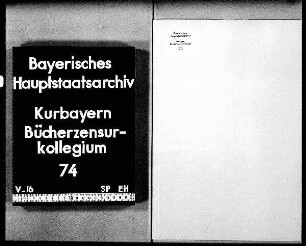 Bayerisches
Hauptstaatsarchiv
Kurbayern
Bücherzensur-
kollegium
74
V-16 SP EH